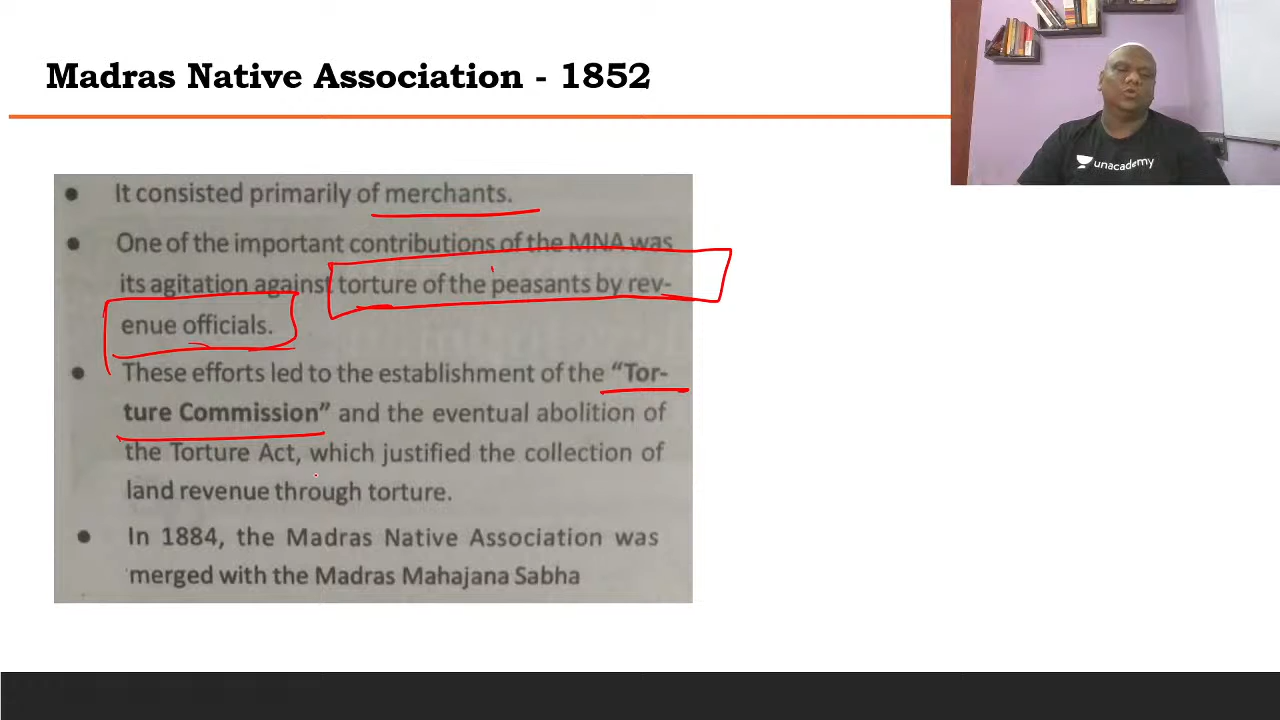 Madras Native Association - 1852
unacademy
● It consisted primarily of merchants.
● One of the important contributions of the MNA was
its agitation against torture of the peasants by rev-
enue officials.
● These efforts led to the establishment of the “Tor-
ture Commission” and the eventual abolition of
the Torture Act, which justified the collection of
land revenue through torture.
● In 1884, the Madras Native Association was
merged with the Madras Mahajana Sabha